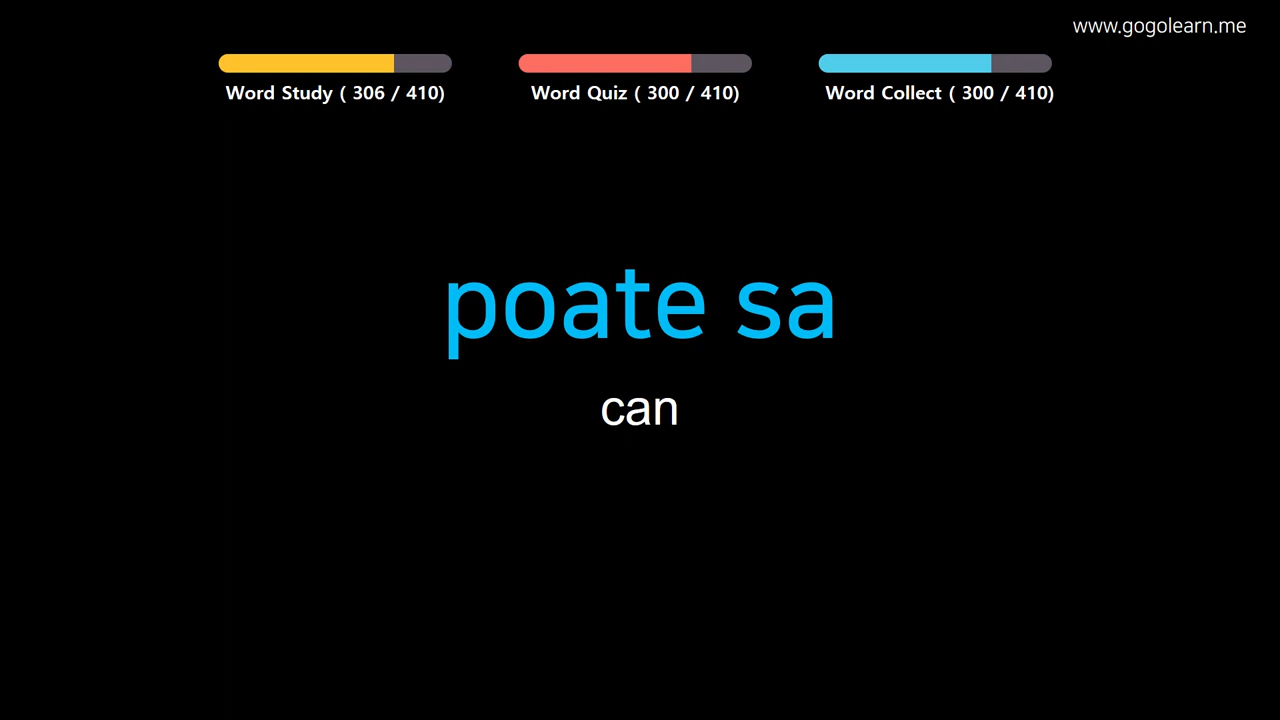 www.gogolearn.me
Word Study ( 306 / 410)
Word Quiz ( 300 / 410)
Word Collect ( 300 / 410)
poate sa
can